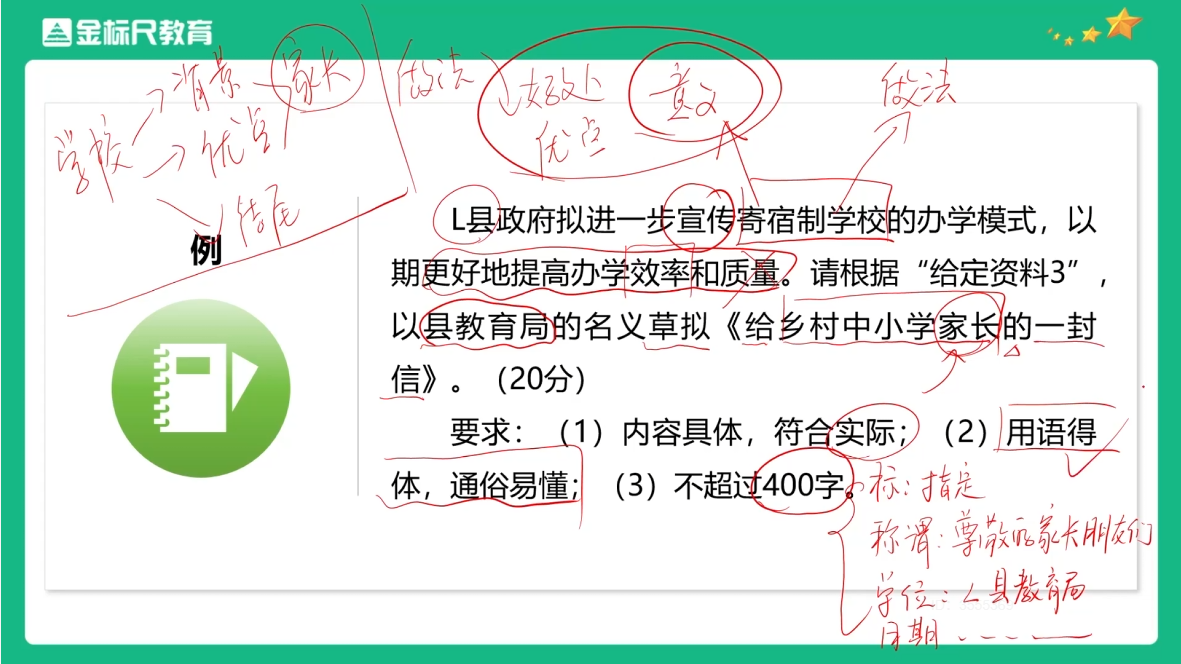 金标尺教育
背景 家长 做法 好处 意义 做法
学校 优点 优点
结尾
例
L县政府拟进一步宣传寄宿制学校的办学模式，以
期更好地提高办学效率和质量。请根据“给定资料3”，
以县教育局的名义草拟《给乡村中小学家长的一封
信》。（20分）
要求：（1）内容具体，符合实际；（2）用语得
体，通俗易懂；（3）不超过400字。
标：指定
称谓：尊敬的家长朋友们
单位：L县教育局
日期